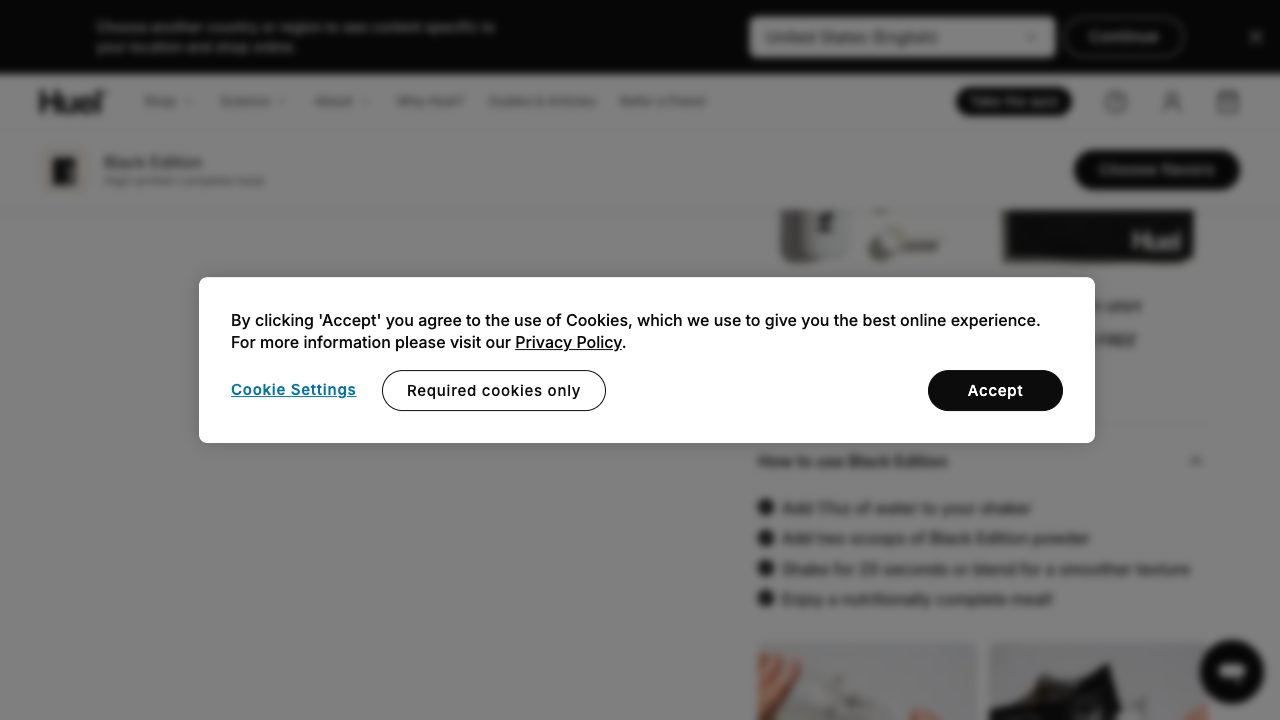 Choose another country or region to see content specific to
your location and shop online.
United States (English)
Continue
Huel
Shop
Science
About
Why Huel?
Guides & Articles
Refer a friend
Take the quiz
Black Edition
High-protein complete meal
Choose flavors
Huel
t-shirt
FREE
By clicking 'Accept' you agree to the use of Cookies, which we use to give you the best online experience.
For more information please visit our Privacy Policy.
Cookie Settings
Required cookies only
Accept
How to use Black Edition
Add 17oz of water to your shaker
Add two scoops of Black Edition powder
Shake for 20 seconds or blend for a smoother texture
Enjoy a nutritionally complete meal!